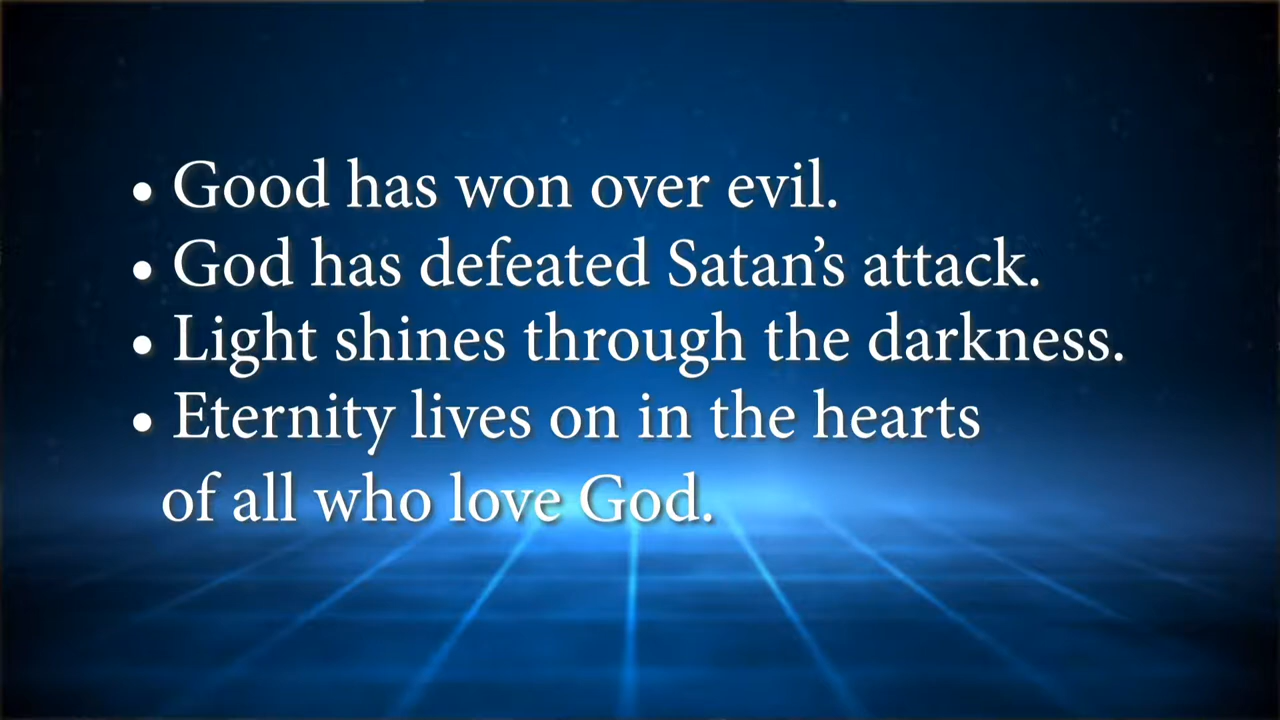 • Good has won over evil.
• God has defeated Satan’s attack.
• Light shines through the darkness.
• Eternity lives on in the hearts
of all who love God.